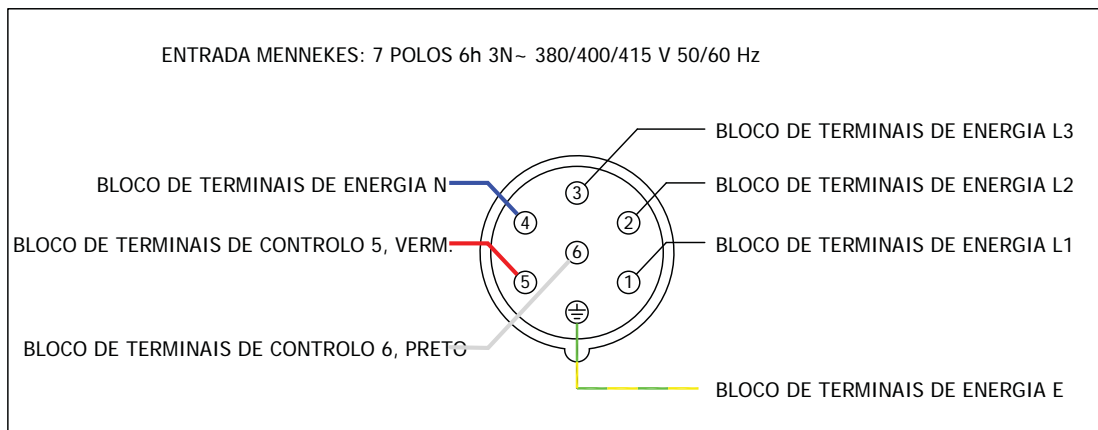 ENTRADA MENNEKES: 7 POLOS 6h 3N~ 380/400/415 V 50/60 Hz
BLOCO DE TERMINAIS DE ENERGIA L3
BLOCO DE TERMINAIS DE ENERGIA N
3
BLOCO DE TERMINAIS DE ENERGIA L2
4
2
BLOCO DE TERMINAIS DE CONTROLO 5, VERM.
6
BLOCO DE TERMINAIS DE ENERGIA L1
5
1
BLOCO DE TERMINAIS DE CONTROLO 6, PRETO
BLOCO DE TERMINAIS DE ENERGIA E